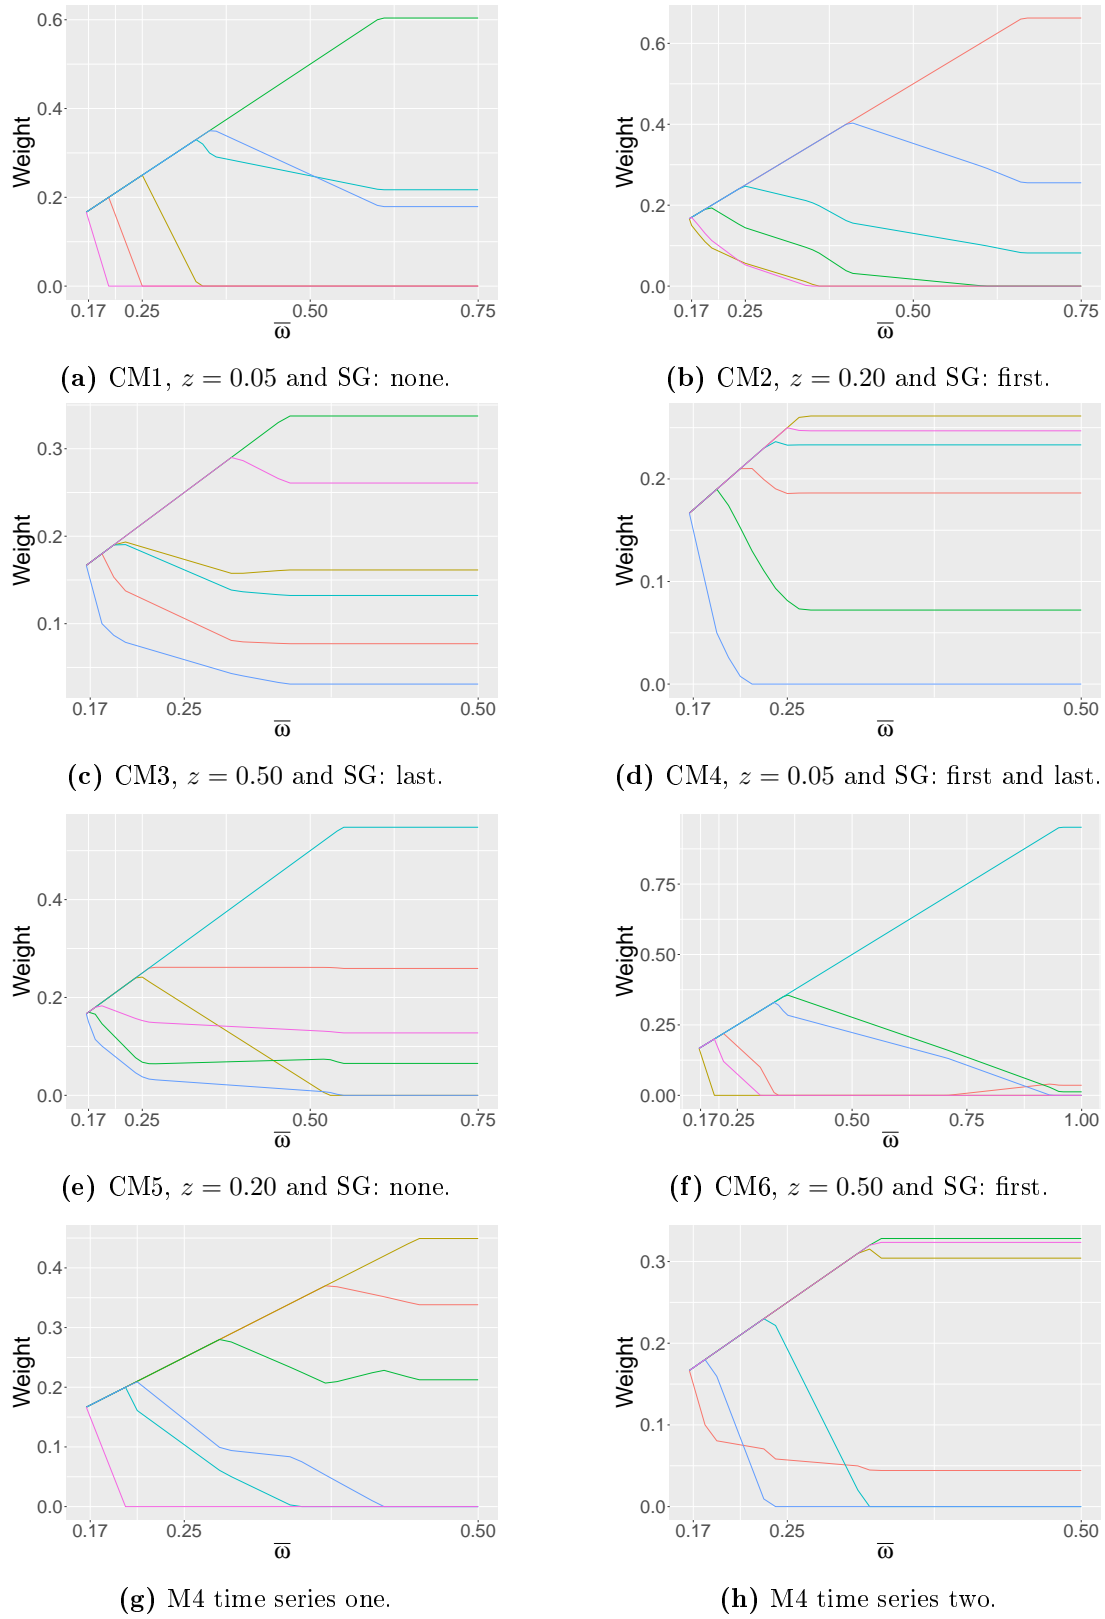 0.6
0.4
0.2
0.0
Weight
0.17 0.25 0.50 0.75
ω̅
(a) CM1, z = 0.05 and SG: none.
0.6
0.4
0.2
0.0
Weight
0.17 0.25 0.50 0.75
ω̅
(b) CM2, z = 0.20 and SG: first.
0.3
0.2
0.1
Weight
0.17 0.25 0.50
ω̅
(c) CM3, z = 0.50 and SG: last.
0.2
0.1
0.0
Weight
0.17 0.25 0.50
ω̅
(d) CM4, z = 0.05 and SG: first and last.
0.4
0.2
0.0
Weight
0.17 0.25 0.50 0.75
ω̅
(e) CM5, z = 0.20 and SG: none.
0.75
0.50
0.25
0.00
Weight
0.17 0.25 0.50 0.75 1.00
ω̅
(f) CM6, z = 0.50 and SG: first.
0.4
0.3
0.2
0.1
0.0
Weight
0.17 0.25 0.50
ω̅
(g) M4 time series one.
0.3
0.2
0.1
0.0
Weight
0.17 0.25 0.50
ω̅
(h) M4 time series two.